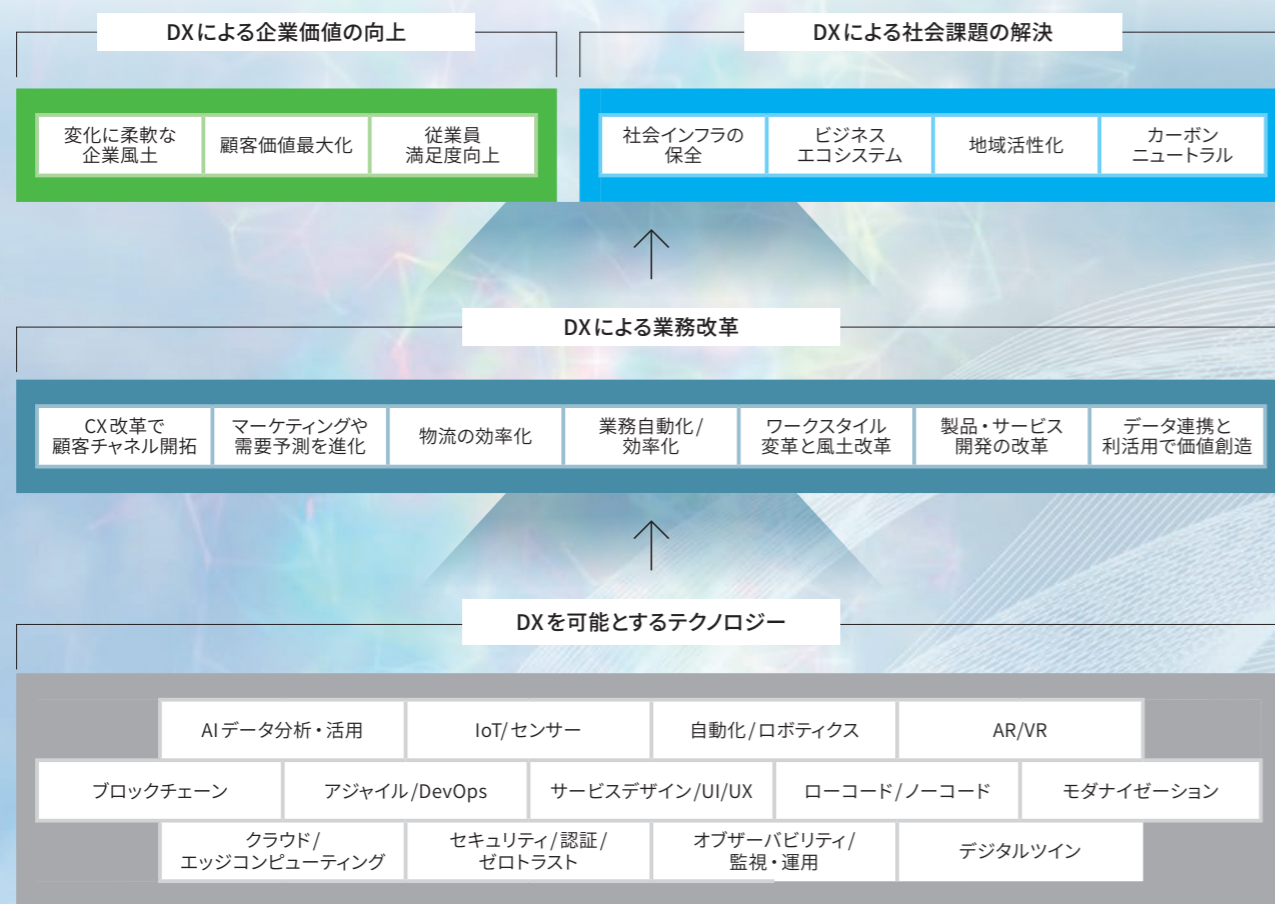 DXによる企業価値の向上
DXによる社会課題の解決
変化に柔軟な
企業風土
顧客価値最大化
従業員
満足度向上
社会インフラの
保全
ビジネス
エコシステム
地域活性化
カーボン
ニュートラル
DXによる業務改革
CX改革で
顧客チャネル開拓
マーケティングや
需要予測を進化
物流の効率化
業務自動化/
効率化
ワークスタイル
変革と風土改革
製品・サービス
開発の改革
データ連携と
利活用で価値創造
DXを可能とするテクノロジー
AIデータ分析・活用
IoT/センサー
自動化/ロボティクス
AR/VR
ブロックチェーン
アジャイル/DevOps
サービスデザイン/UI/UX
ローコード/ノーコード
モダナイゼーション
クラウド/
エッジコンピューティング
セキュリティ/認証/
ゼロトラスト
オブザーバビリティ/
監視・運用
デジタルツイン